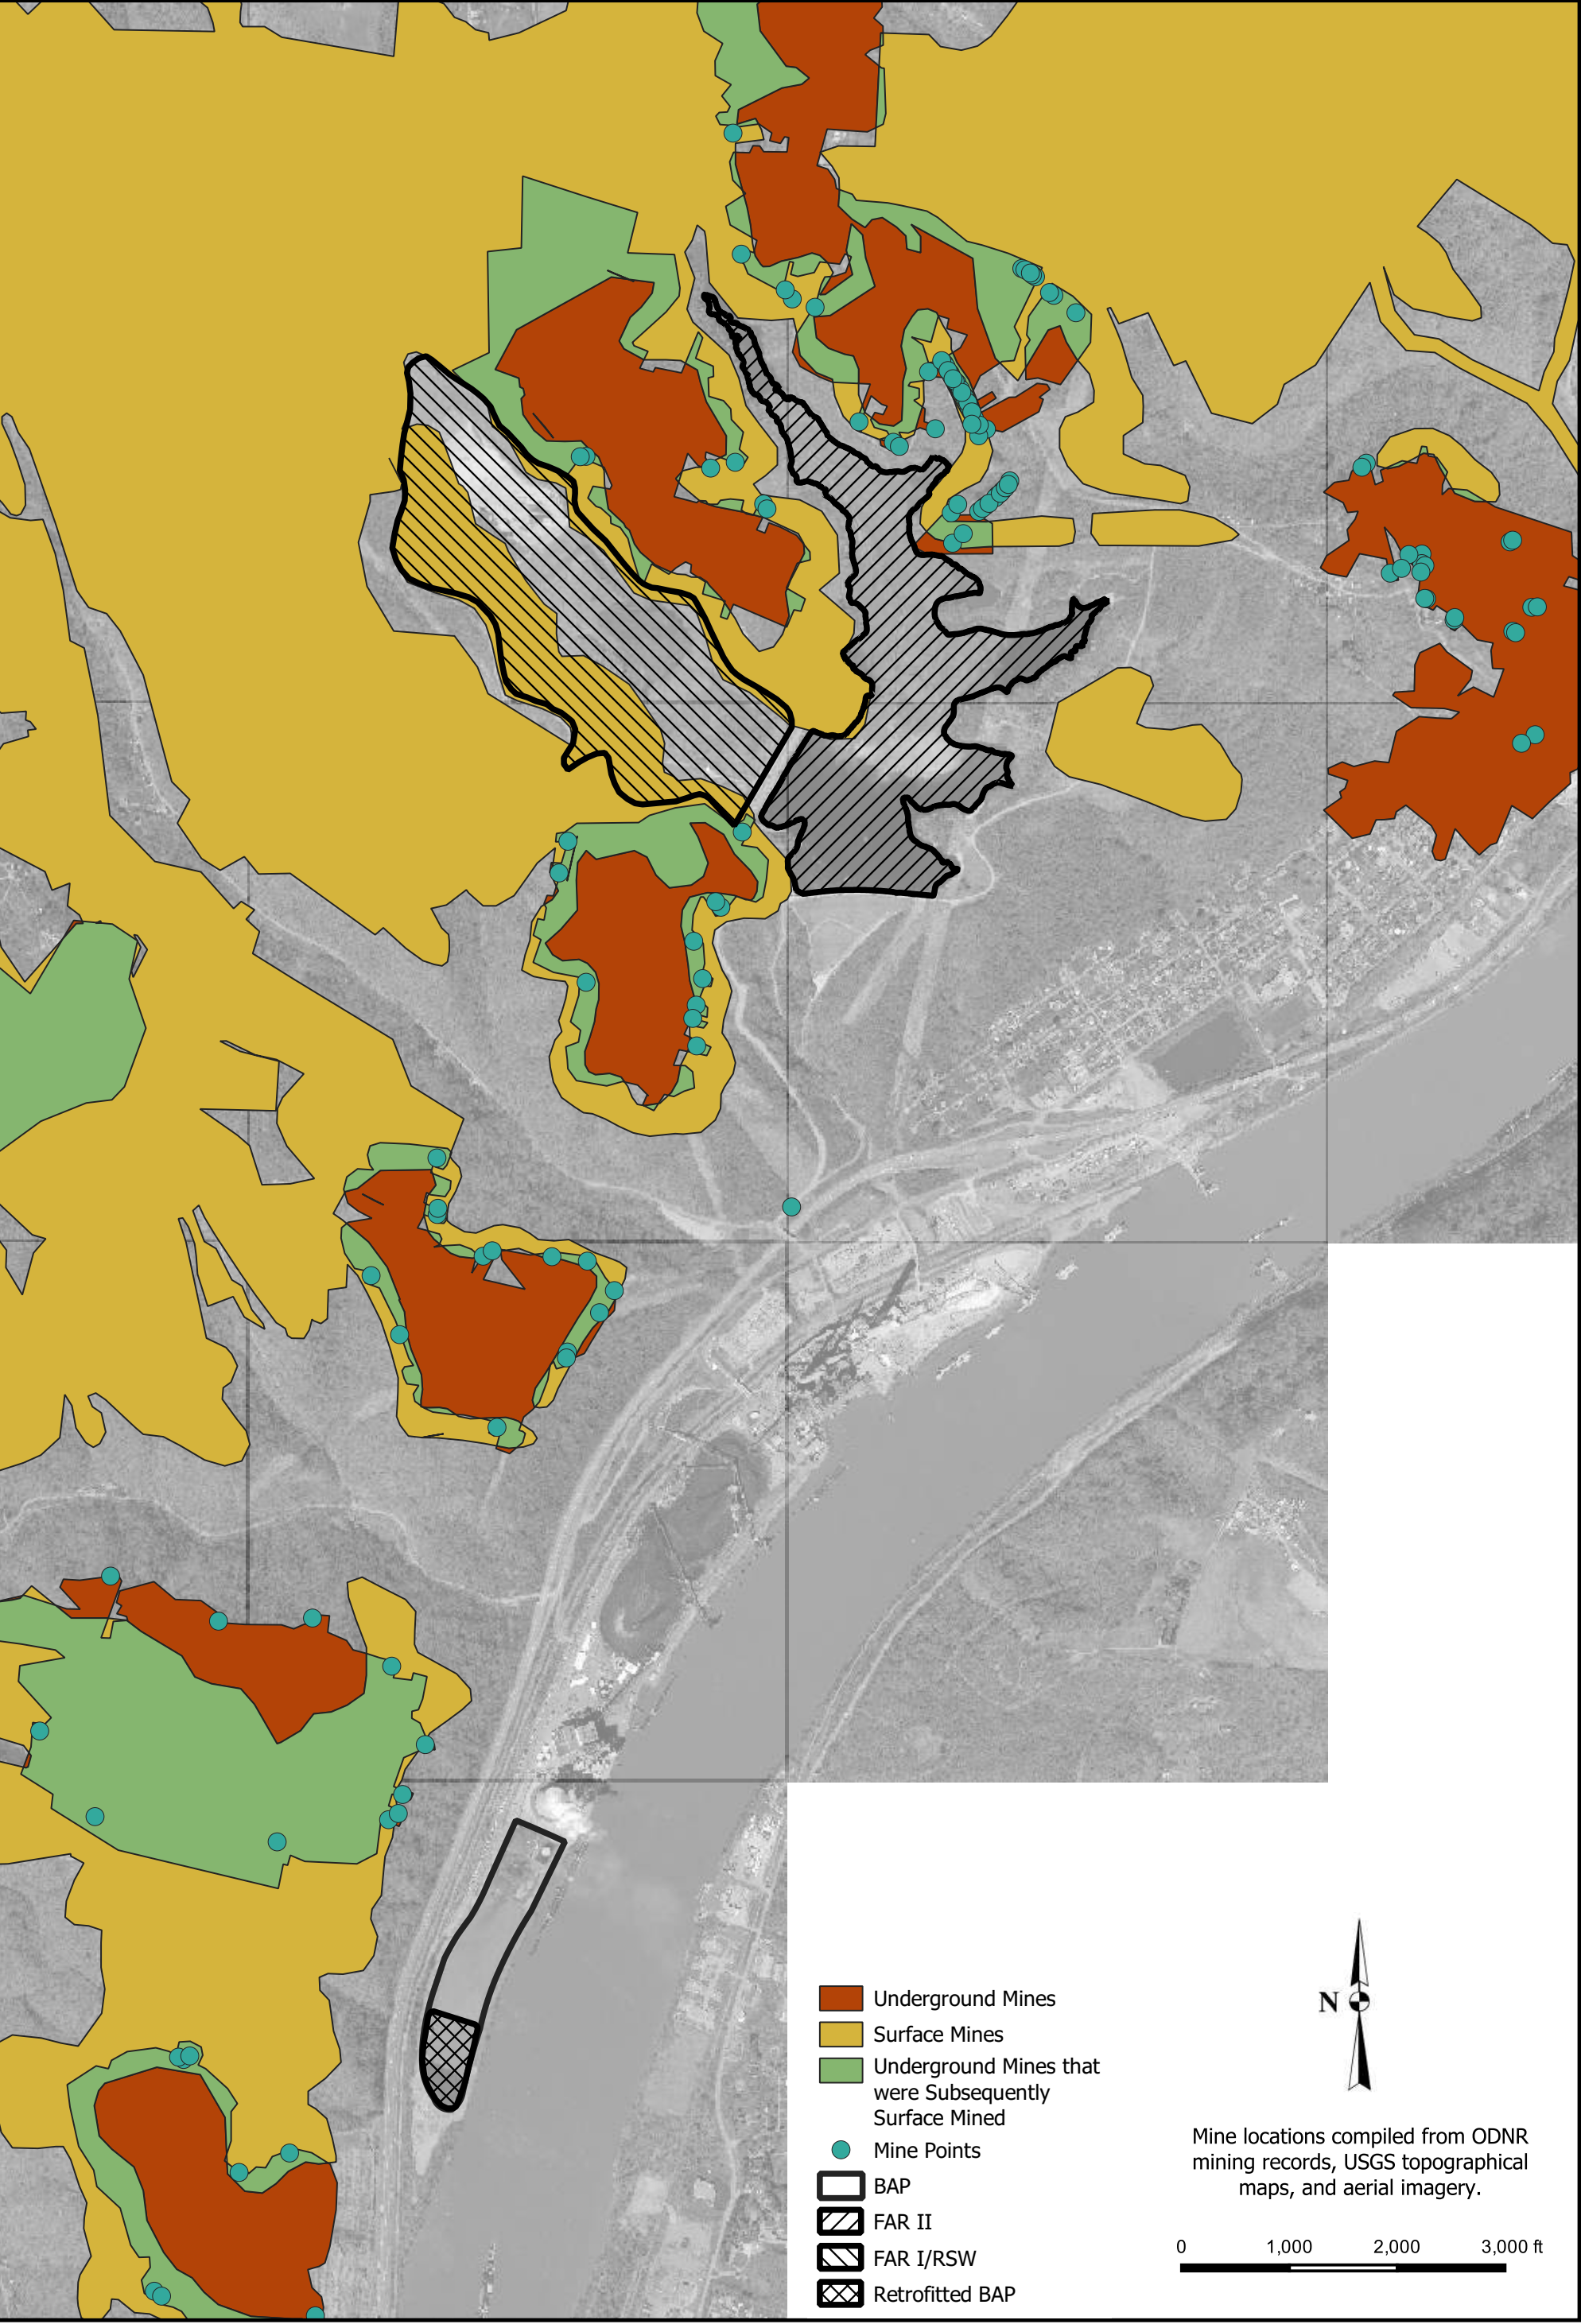 Underground Mines
Surface Mines
Underground Mines that
were Subsequently
Surface Mined
Mine Points
BAP
FAR II
FAR I/RSW
Retrofitted BAP
N
Mine locations compiled from ODNR
mining records, USGS topographical
maps, and aerial imagery.
0 1,000 2,000 3,000 ft